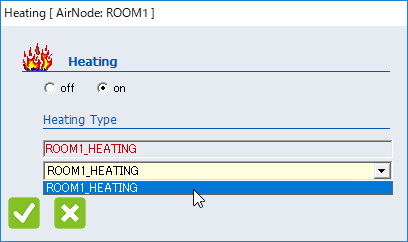 Heating [ AirNode: ROOM1 ]
Heating
off on
Heating Type
ROOM1_HEATING
ROOM1_HEATING
ROOM1_HEATING